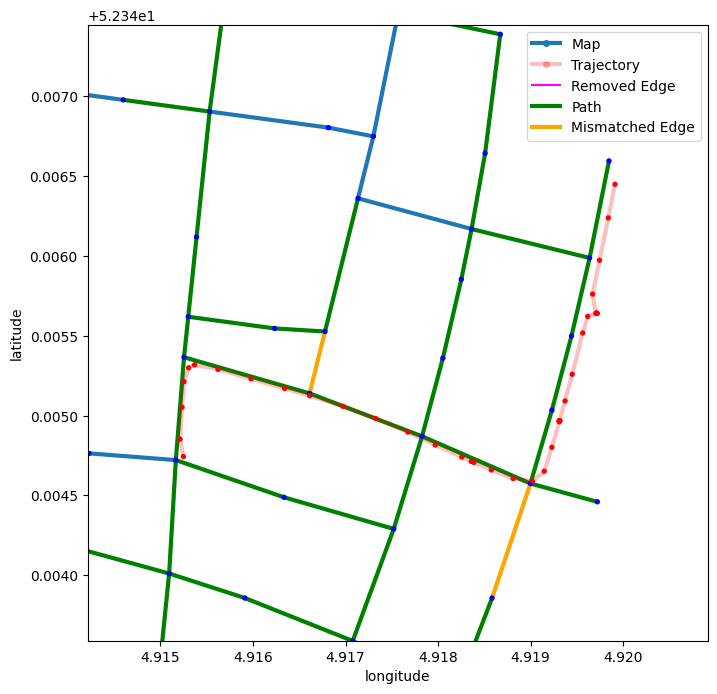 +5.234e1
Map
Trajectory
Removed Edge
Path
Mismatched Edge
0.0070
0.0065
0.0060
0.0055
0.0050
0.0045
0.0040
latitude
4.915 4.916 4.917 4.918 4.919 4.920
longitude